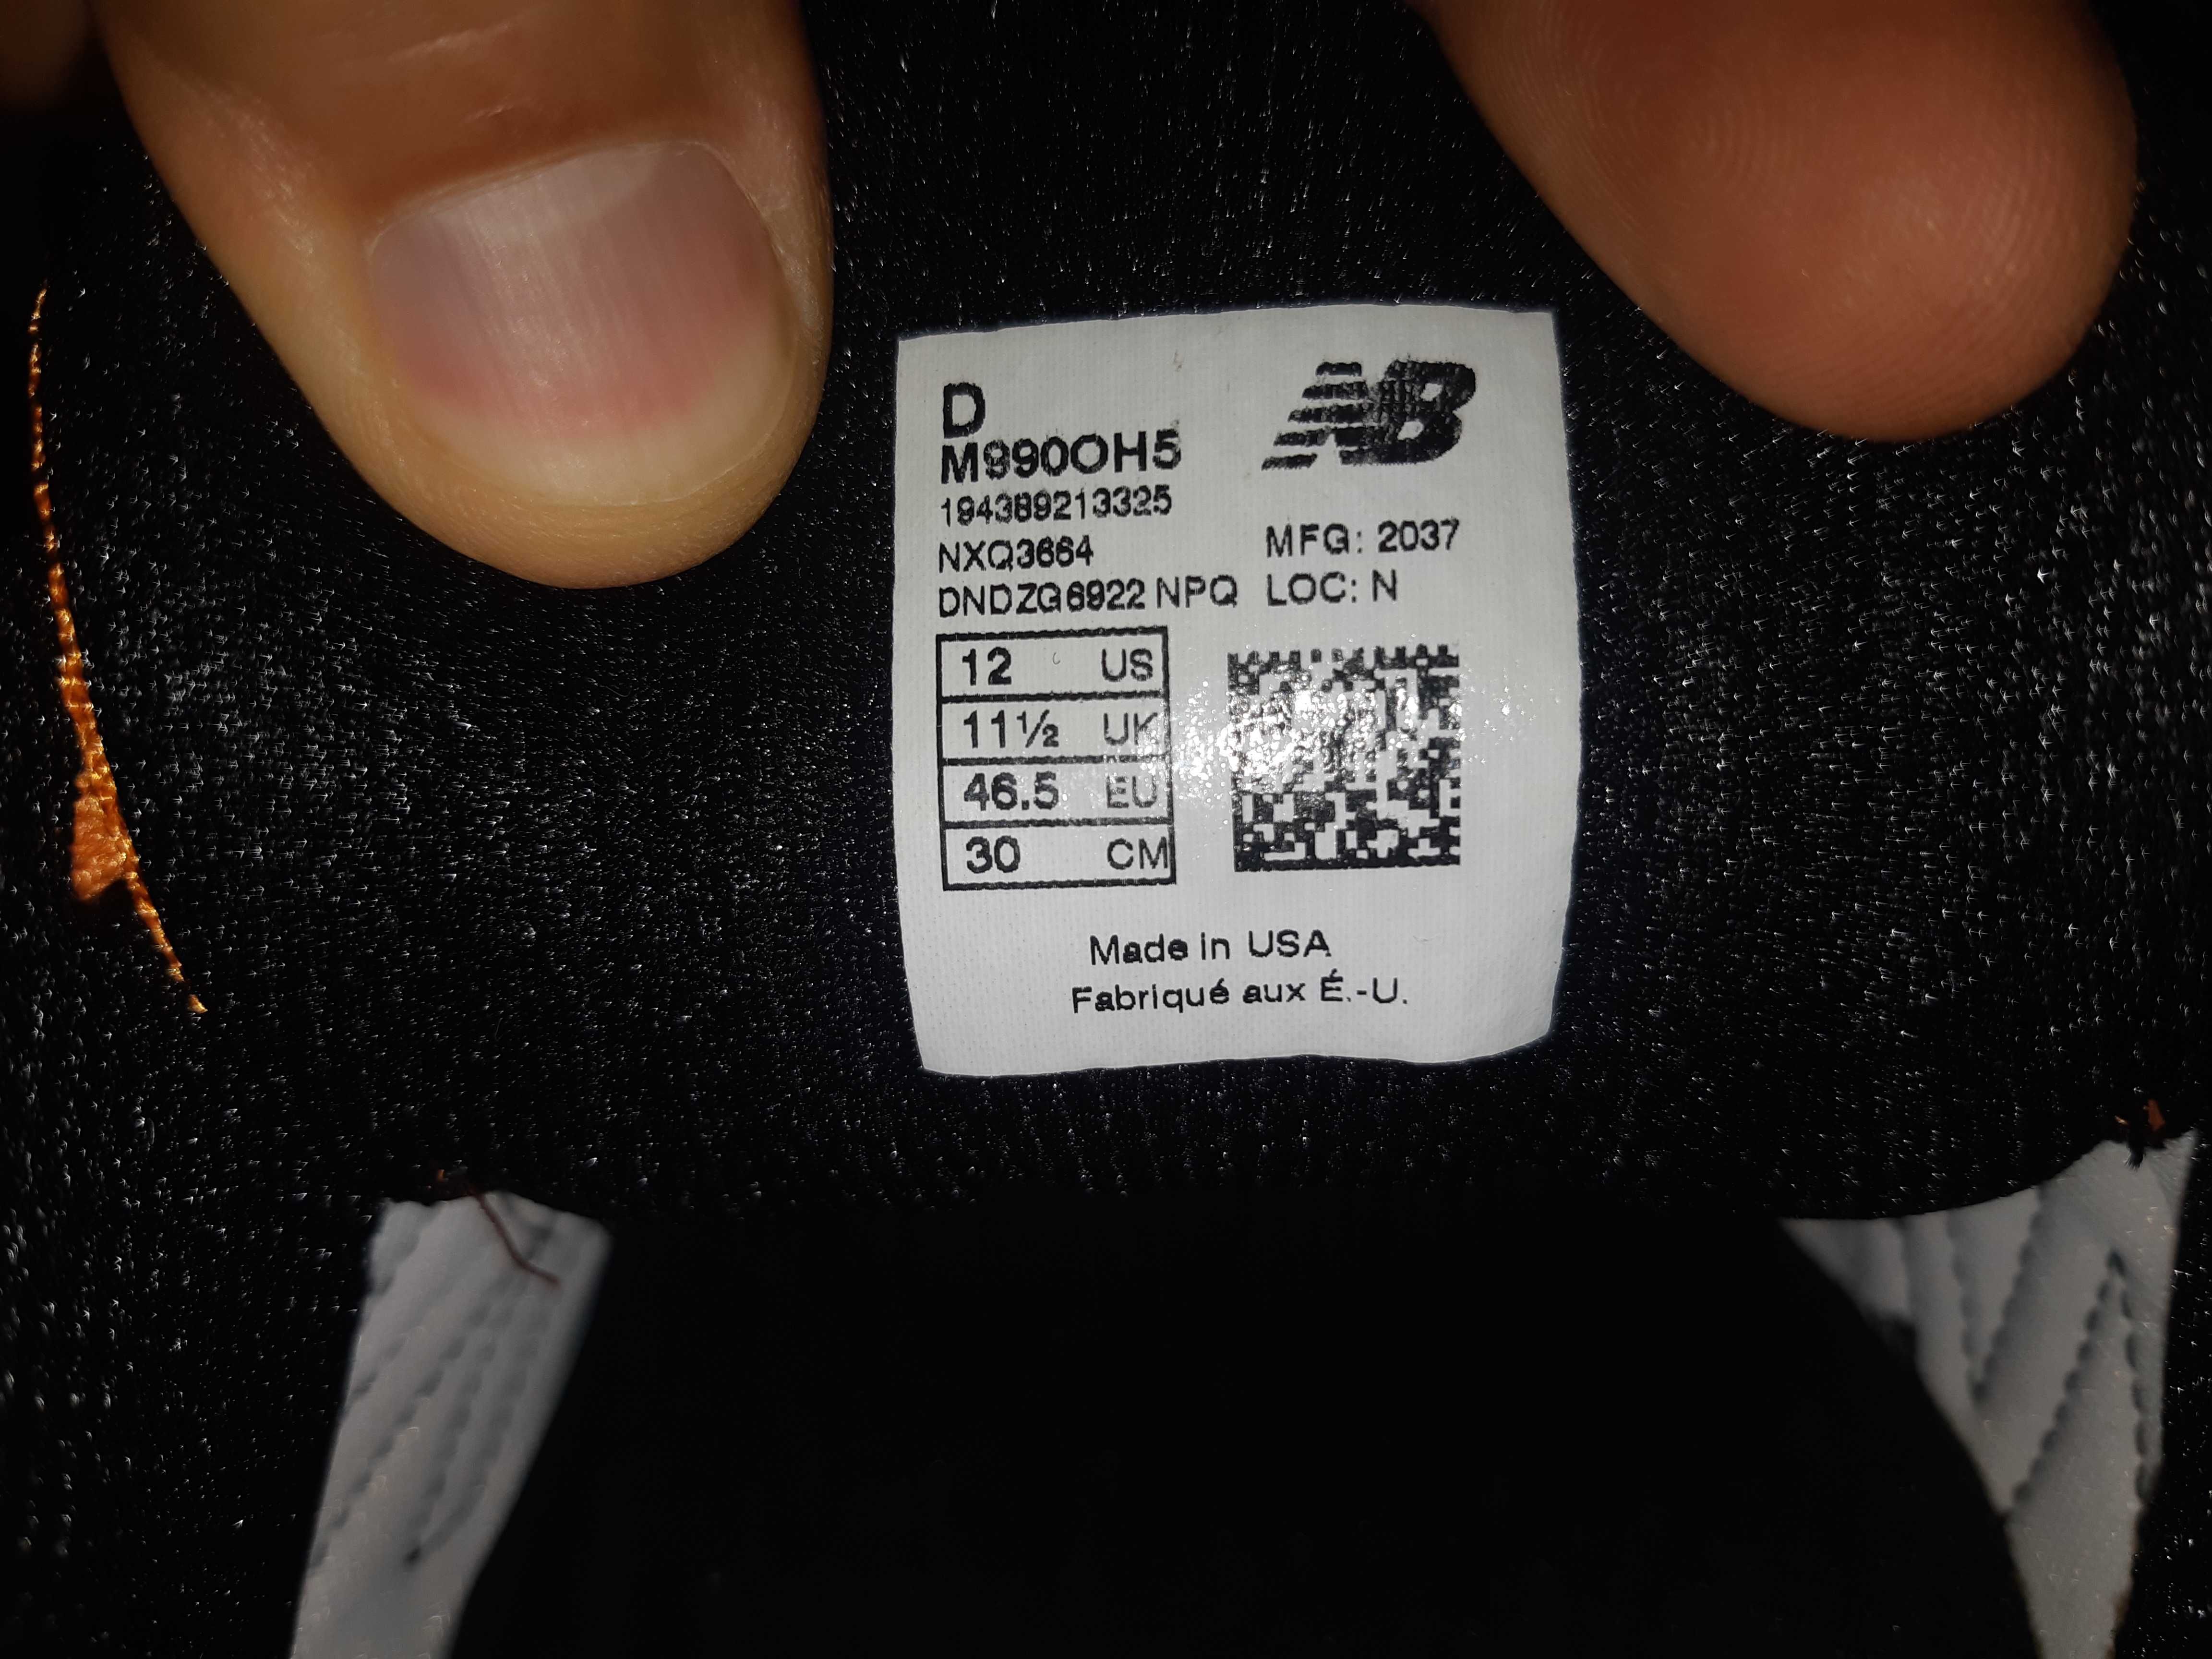 D
NB
M990OH5
194389213325
NXQ3664
MFG: 2037
DNDZG6922 NPQ LOC: N
12 US
11½ UK
46.5 EU
30 CM
Made in USA
Fabriqué aux É.-U.